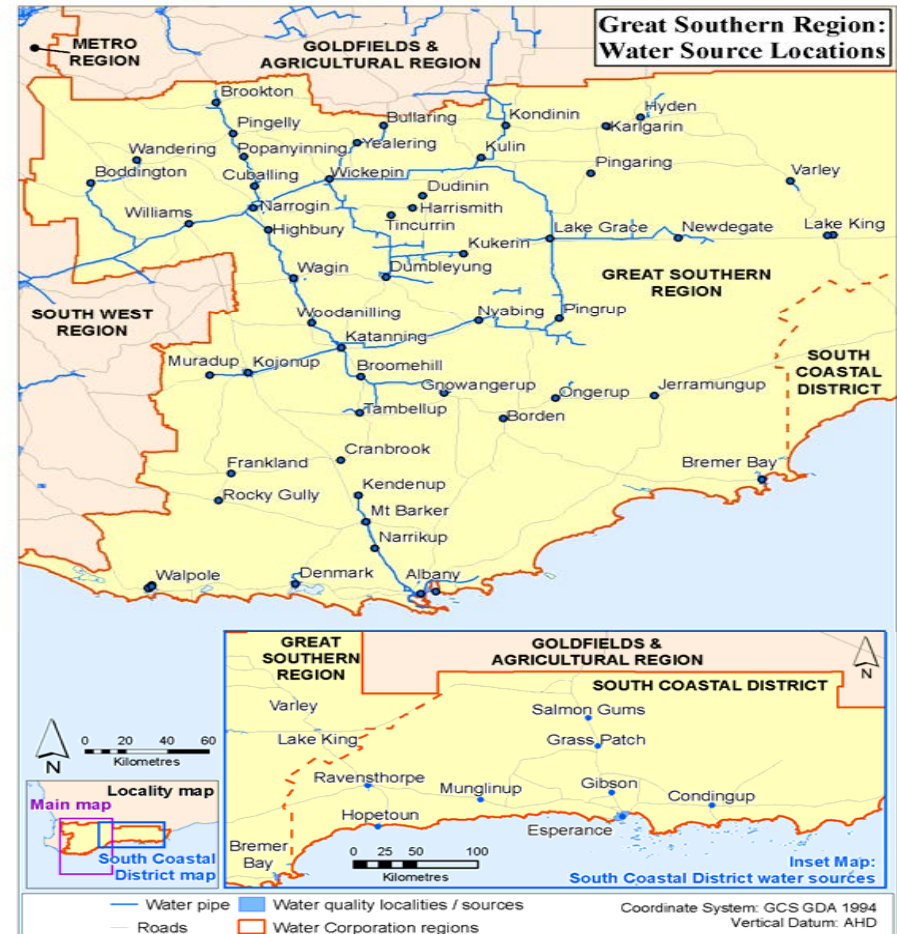 Great Southern Region:
Water Source Locations
METRO
REGION
GOLDFIELDS &
AGRICULTURAL REGION
Brookton
Bullaring
Kondinin
Hyden
Karlgarin
Pingelly
Yealering
Wandering
Popanyinning
Kulin
Pingaring
Boddington
Cuballing
Wickepin
Varley
Dudinin
Williams
Narrogin
Harrismith
Tincurrin
Highbury
Lake Grace
Newdegate
Lake King
Kukerin
Wagin
Dumbleyung
GREAT SOUTHERN
REGION
SOUTH WEST
REGION
Woodanilling
Nyabing
Pingrup
Katanning
SOUTH
COASTAL
DISTRICT
Muradup
Kojonup
Broomehill
Gnowangerup
Ongerup
Jerramungup
Tambellup
Borden
Cranbrook
Frankland
Bremer Bay
Rocky Gully
Kendenup
Mt Barker
Narrikup
Walpole
Denmark
Albany
GREAT
SOUTHERN
REGION
GOLDFIELDS &
AGRICULTURAL REGION
N
SOUTH COASTAL DISTRICT
Varley
Salmon Gums
Lake King
Grass Patch
Ravensthorpe
Munglinup
Gibson
Condingup
Hopetoun
Esperance
Bremer
Bay
0 25 50 100
Kilometres
Inset Map:
South Coastal District water sources
N
0 20 40 60
Kilometres
Locality map
Main map
South Coastal
District map
Water pipe
Water quality localities / sources
Roads
Water Corporation regions
Coordinate System: GCS GDA 1994
Vertical Datum: AHD